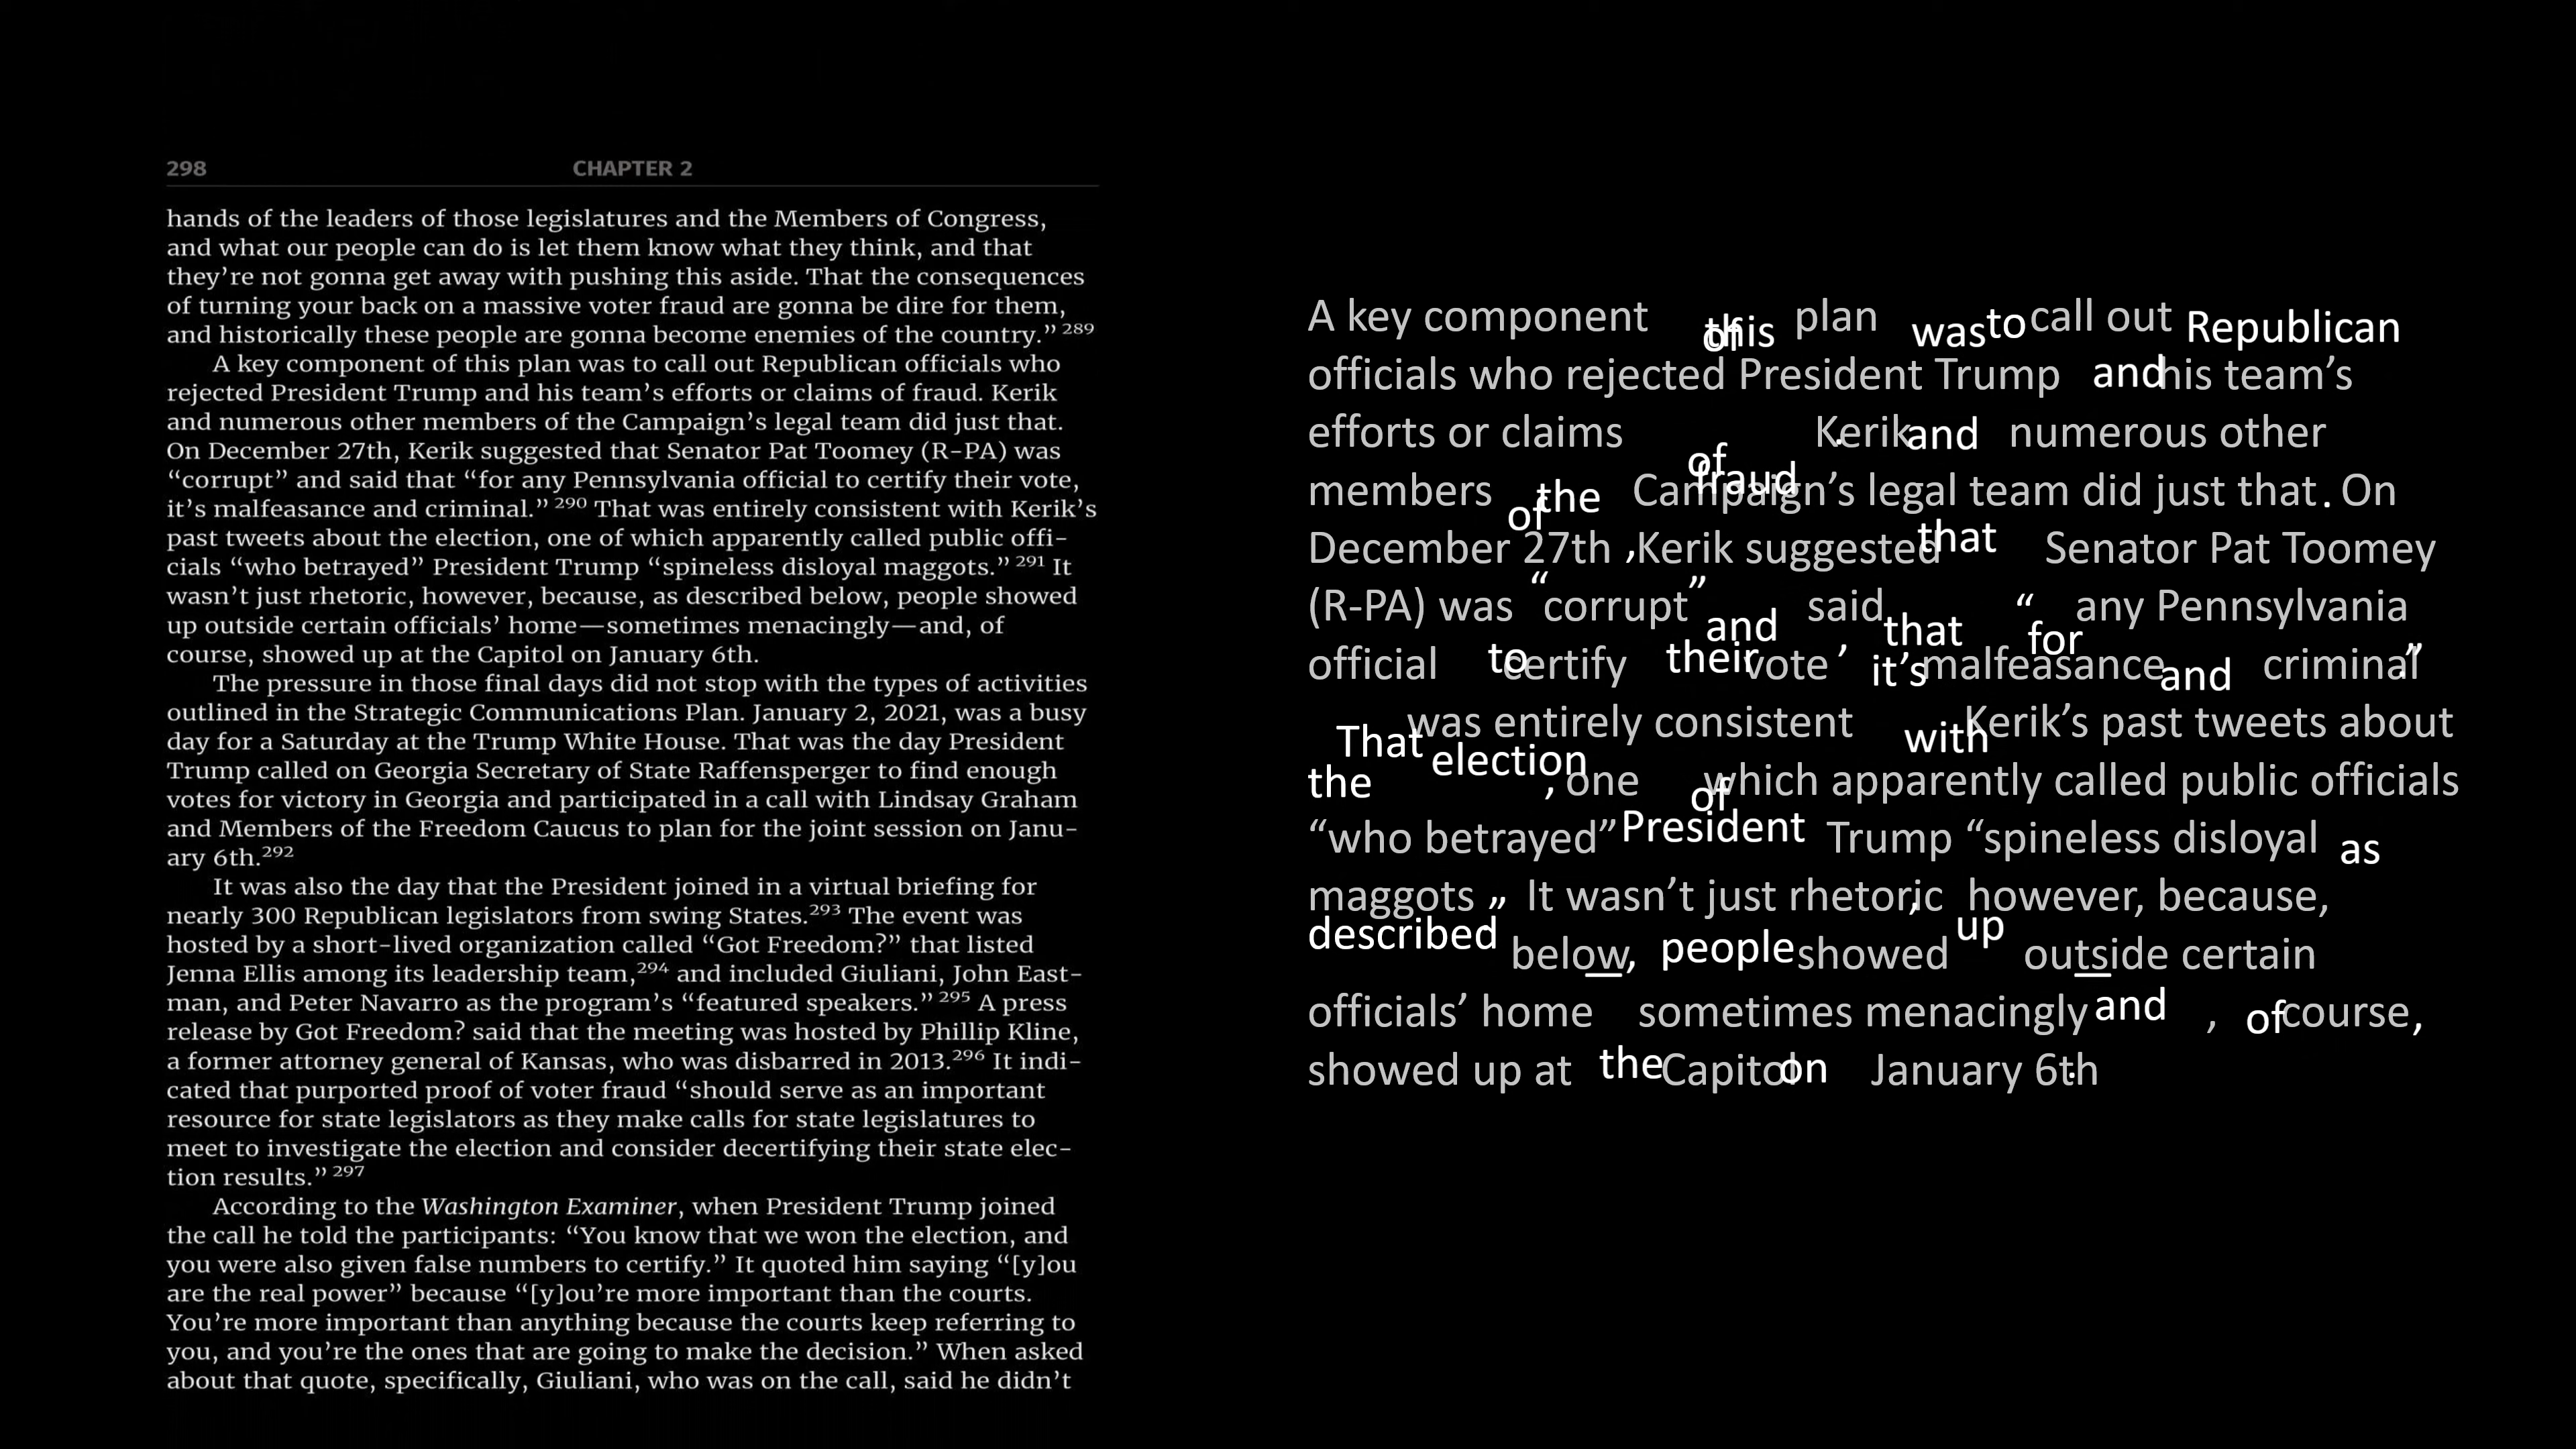 298 CHAPTER 2
hands of the leaders of those legislatures and the Members of Congress,
and what our people can do is let them know what they think, and that
they’re not gonna get away with pushing this aside. That the consequences
of turning your back on a massive voter fraud are gonna be dire for them,
and historically these people are gonna become enemies of the country.” 289
A key component of this plan was to call out Republican officials who
rejected President Trump and his team’s efforts or claims of fraud. Kerik
and numerous other members of the Campaign’s legal team did just that.
On December 27th, Kerik suggested that Senator Pat Toomey (R-PA) was
“corrupt” and said that “for any Pennsylvania official to certify their vote,
it’s malfeasance and criminal.” 290 That was entirely consistent with Kerik’s
past tweets about the election, one of which apparently called public offi-
cials “who betrayed” President Trump “spineless disloyal maggots.” 291 It
wasn’t just rhetoric, however, because, as described below, people showed
up outside certain officials’ home—sometimes menacingly—and, of
course, showed up at the Capitol on January 6th.
The pressure in those final days did not stop with the types of activities
outlined in the Strategic Communications Plan. January 2, 2021, was a busy
day for a Saturday at the Trump White House. That was the day President
Trump called on Georgia Secretary of State Raffensperger to find enough
votes for victory in Georgia and participated in a call with Lindsay Graham
and Members of the Freedom Caucus to plan for the joint session on Janu-
ary 6th.292
It was also the day that the President joined in a virtual briefing for
nearly 300 Republican legislators from swing States.293 The event was
hosted by a short-lived organization called “Got Freedom?” that listed
Jenna Ellis among its leadership team,294 and included Giuliani, John East-
man, and Peter Navarro as the program’s “featured speakers.” 295 A press
release by Got Freedom? said that the meeting was hosted by Phillip Kline,
a former attorney general of Kansas, who was disbarred in 2013.296 It indi-
cated that purported proof of voter fraud “should serve as an important
resource for state legislators as they make calls for state legislatures to
meet to investigate the election and consider decertifying their state elec-
tion results.” 297
According to the Washington Examiner, when President Trump joined
the call he told the participants: “You know that we won the election, and
you were also given false numbers to certify.” It quoted him saying “[y]ou
are the real power” because “[y]ou’re more important than the courts.
You’re more important than anything because the courts keep referring to
you, and you’re the ones that are going to make the decision.” When asked
about that quote, specifically, Giuliani, who was on the call, said he didn’t
A key component of this plan was to call out Republican
officials who rejected President Trump and his team’s
efforts or claims of fraud . Kerik and numerous other
members of the Campaign’s legal team did just that. On
December 27th , Kerik suggested that Senator Pat Toomey
(R-PA) was “corrupt” and said that “for any Pennsylvania
official to certify their vote , it’s malfeasance and criminal.”
That was entirely consistent with Kerik’s past tweets about
the election, one of which apparently called public officials
“who betrayed” President Trump “spineless disloyal
maggots.” It wasn’t just rhetoric, however, because, as
described below, people showed up outside certain
officials’ home sometimes menacingly and , of course,
showed up at the Capitol on January 6th.